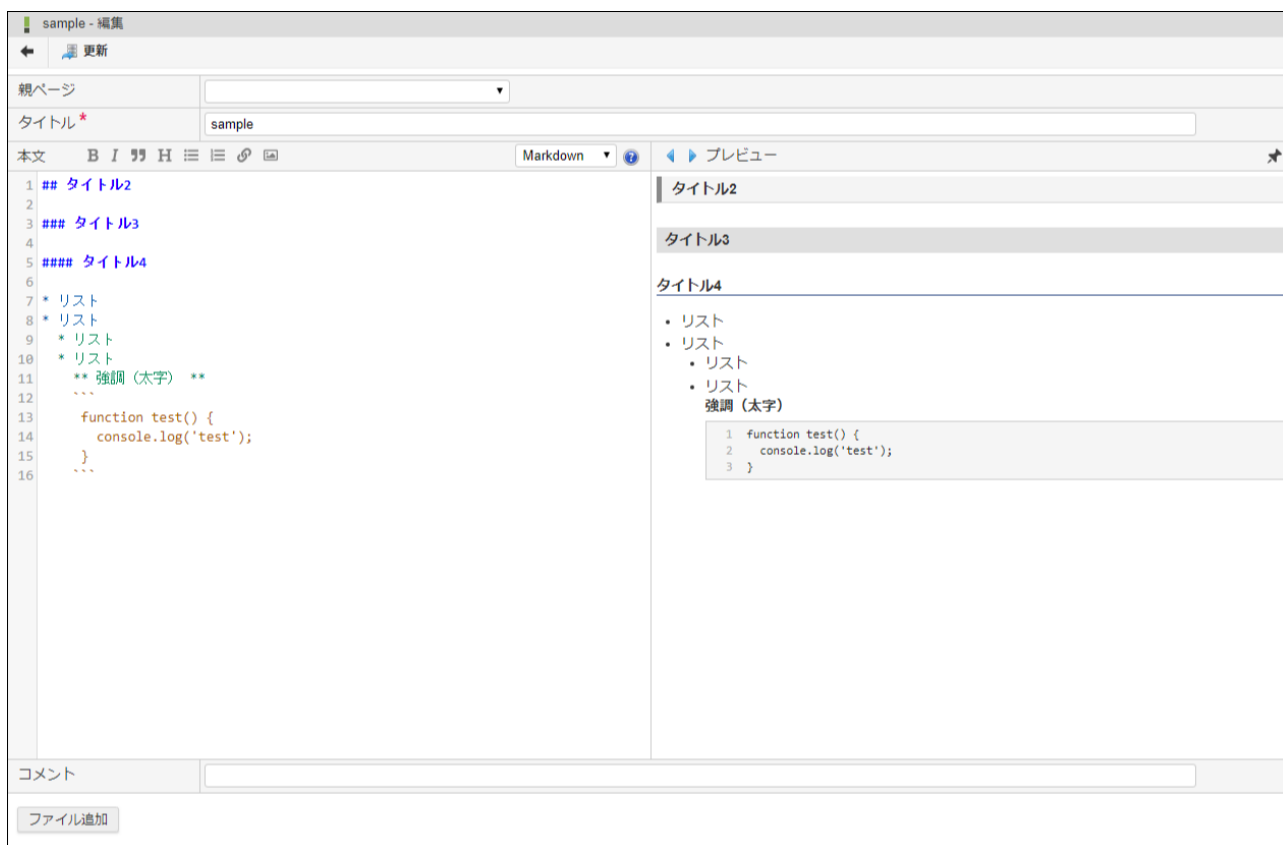 sample - 編集
更新
親ページ
タイトル *
sample
本文 B I H Markdown ? プレビュー
1 ## タイトル2
2
3 ### タイトル3
4
5 #### タイトル4
6
7 * リスト
8 * リスト
9   * リスト
10   * リスト
11     ** 強調（太字） **
12     ```
13      function test() {
14        console.log('test');
15      }
16     ```
タイトル2
タイトル3
タイトル4
• リスト
• リスト
• リスト
• リスト
強調（太字）
1 function test() {
2   console.log('test');
3 }
コメント
ファイル追加